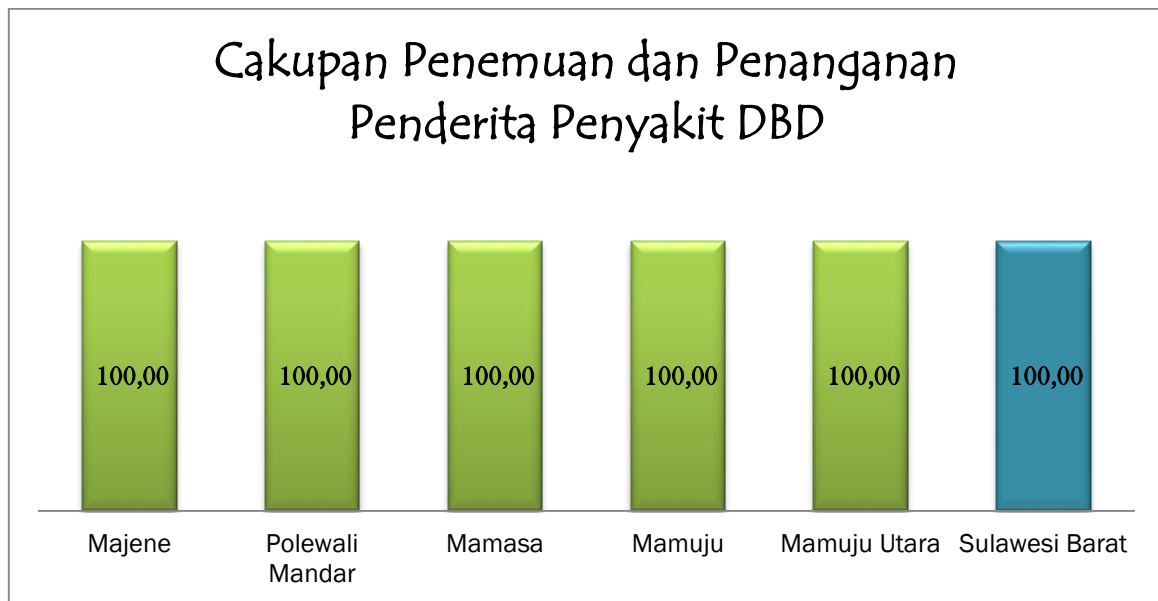 Cakupan Penemuan dan Penanganan
Penderita Penyakit DBD
100,00
100,00
100,00
100,00
100,00
100,00
Majene
Polewali
Mandar
Mamasa
Mamuju
Mamuju Utara
Sulawesi Barat